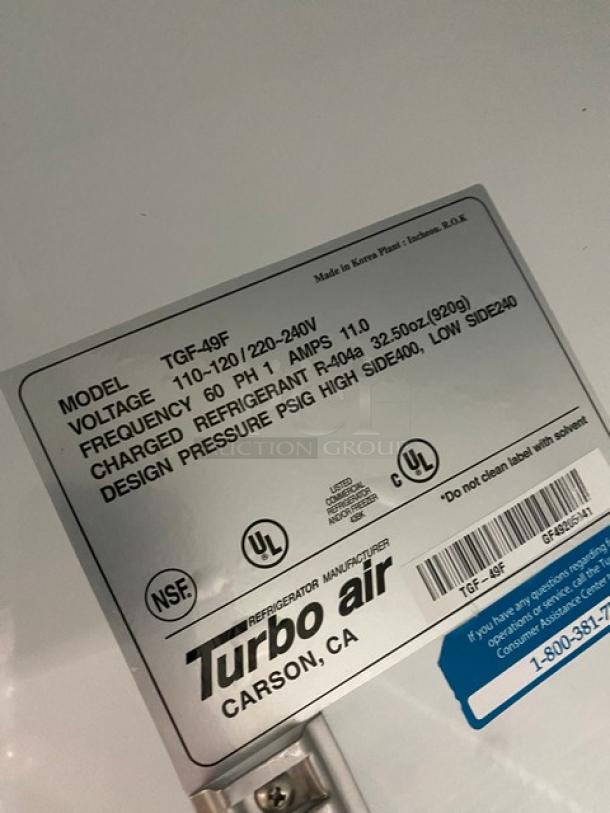 Made in Korea Plant : Incheon. R.O.K
MODEL TGF-49F
VOLTAGE 110~120 / 220~240V
FREQUENCY 60 PH 1 AMPS 11.0
CHARGED REFRIGERANT R-404a 32.50oz.(920g)
DESIGN PRESSURE PSIG HIGH SIDE400, LOW SIDE240
AUCTION GROUP
NSF.
UL
LISTED
COMMERCIAL
REFRIGERATOR
AND/OR FREEZER
C UL
*Do not clean label with solvent
REFRIGERATOR MANUFACTURER
Turbo air
CARSON, CA
TGF-49F
If you have any questions regarding
operations or service, call the
Consumer Assistance Center
1-800-381-7